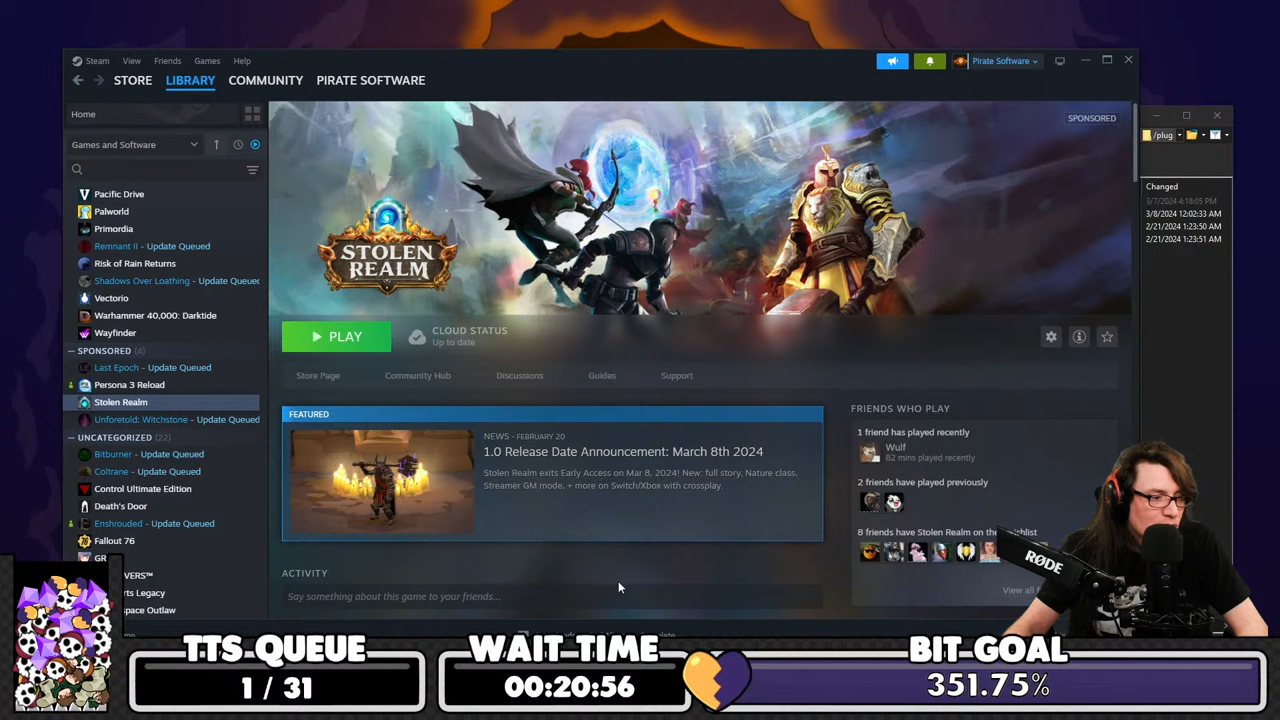 Steam View Friends Games Help
Pirate Software
STORE LIBRARY COMMUNITY PIRATE SOFTWARE
Home
Games and Software
Pacific Drive
Palworld
Primordia
Remnant II - Update Queued
Risk of Rain Returns
Shadows Over Loathing - Update Queued
Vectorio
Warhammer 40,000: Darktide
Wayfinder
SPONSORED (4)
Last Epoch - Update Queued
Persona 3 Reload
Stolen Realm
Unforetold: Witchstone - Update Queued
UNCATEGORIZED (22)
Bitburner - Update Queued
Coltrane - Update Queued
Control Ultimate Edition
Death's Door
Enshrouded - Update Queued
Fallout 76
SPONSORED
STOLEN
REALM
PLAY
CLOUD STATUS
Up to date
Store Page Community Hub Discussions Guides Support
FEATURED
NEWS - FEBRUARY 20
1.0 Release Date Announcement: March 8th 2024
Stolen Realm exits Early Access on Mar 8, 2024! New: full story, Nature class,
Streamer GM mode, + more on Switch/Xbox with crossplay.
ACTIVITY
Say something about this game to your friends...
FRIENDS WHO PLAY
1 friend has played recently
Wulf
82 mins played recently
2 friends have played previously
8 friends have Stolen Realm on
View all
/plug
Changed
3/7/2024 4:18:05 PM
3/8/2024 12:02:33 AM
2/21/2024 1:23:50 AM
2/21/2024 1:23:51 AM
RØDE
TTS QUEUE
1 / 31
WAIT TIME
00:20:56
BIT GOAL
351.75%